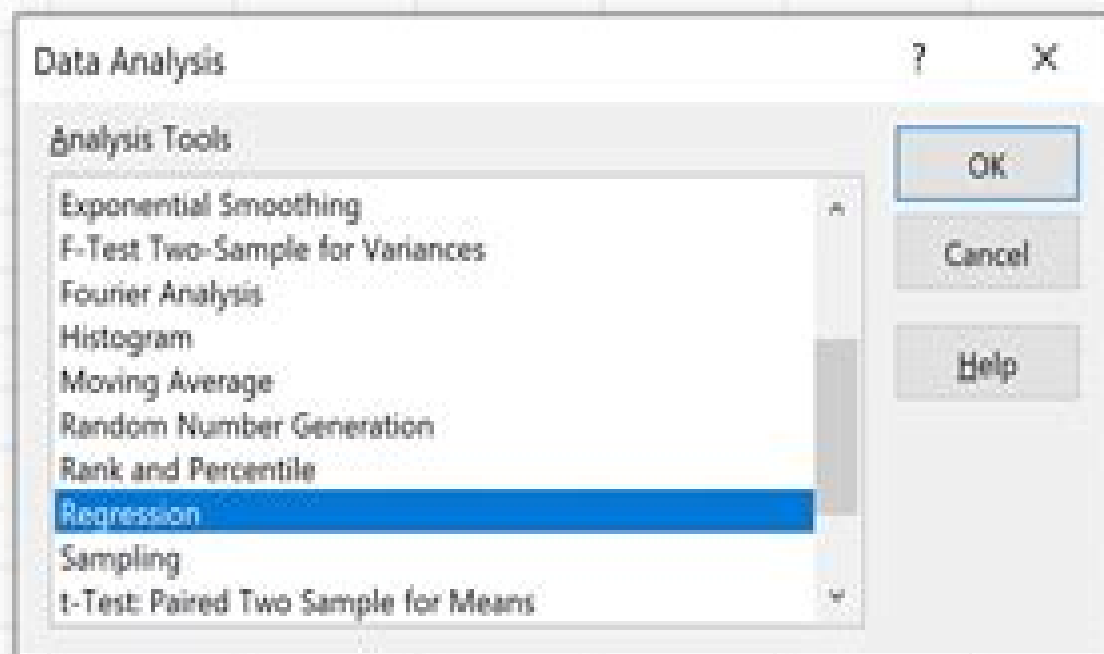 Data Analysis ? X
Analysis Tools
Exponential Smoothing
F-Test Two-Sample for Variances
Fourier Analysis
Histogram
Moving Average
Random Number Generation
Rank and Percentile
Regression
Sampling
t-Test: Paired Two Sample for Means
OK
Cancel
Help